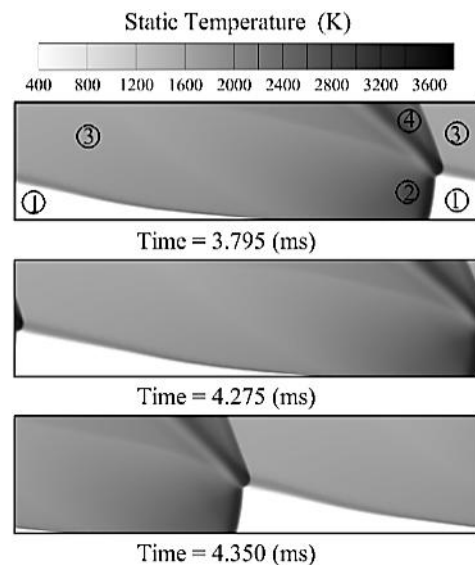 Static Temperature (K)
400 800 1200 1600 2000 2400 2800 3200 3600
③ ④ ③
① ② ①
Time = 3.795 (ms)
Time = 4.275 (ms)
Time = 4.350 (ms)